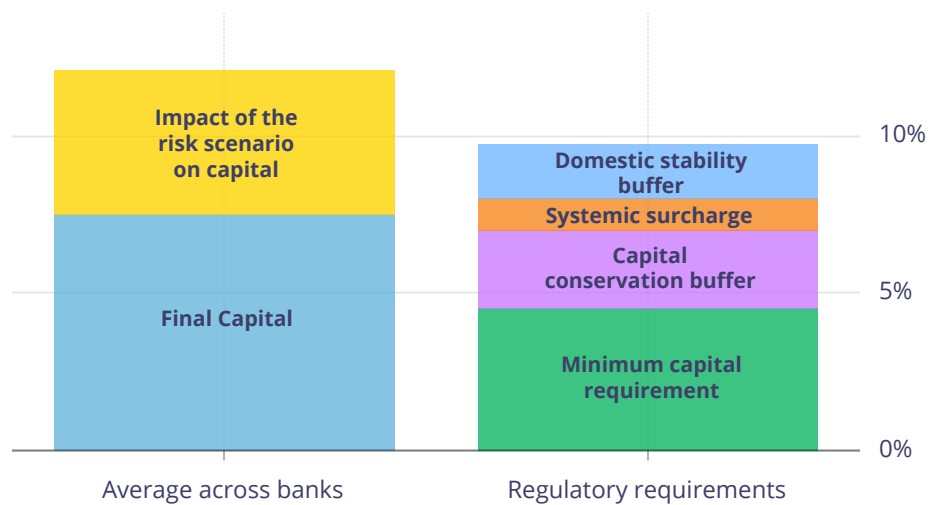 Impact of the
risk scenario
on capital
Final Capital
Domestic stability
buffer
Systemic surcharge
Capital
conservation buffer
Minimum capital
requirement
10%
5%
0%
Average across banks
Regulatory requirements